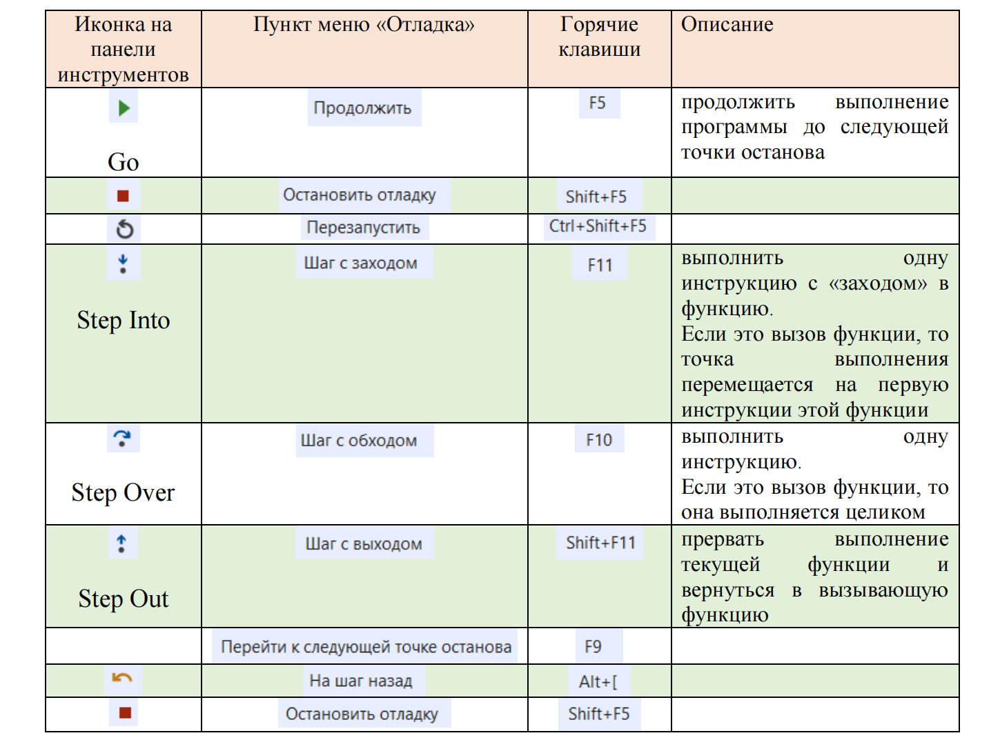 Иконка на
панели
инструментов
Пункт меню «Отладка»
Горячие
клавиши
Описание
Go
Продолжить
F5
продолжить выполнение
программы до следующей
точки останова
Остановить отладку
Shift+F5
Перезапустить
Ctrl+Shift+F5
Step Into
Шаг с заходом
F11
выполнить одну
инструкцию с «заходом» в
функцию.
Если это вызов функции, то
точка выполнения
перемещается на первую
инструкции этой функции
Step Over
Шаг с обходом
F10
выполнить одну
инструкцию.
Если это вызов функции, то
она выполняется целиком
Step Out
Шаг с выходом
Shift+F11
прервать выполнение
текущей функции и
вернуться в вызывающую
функцию
Перейти к следующей точке останова
F9
На шаг назад
Alt+[
Остановить отладку
Shift+F5